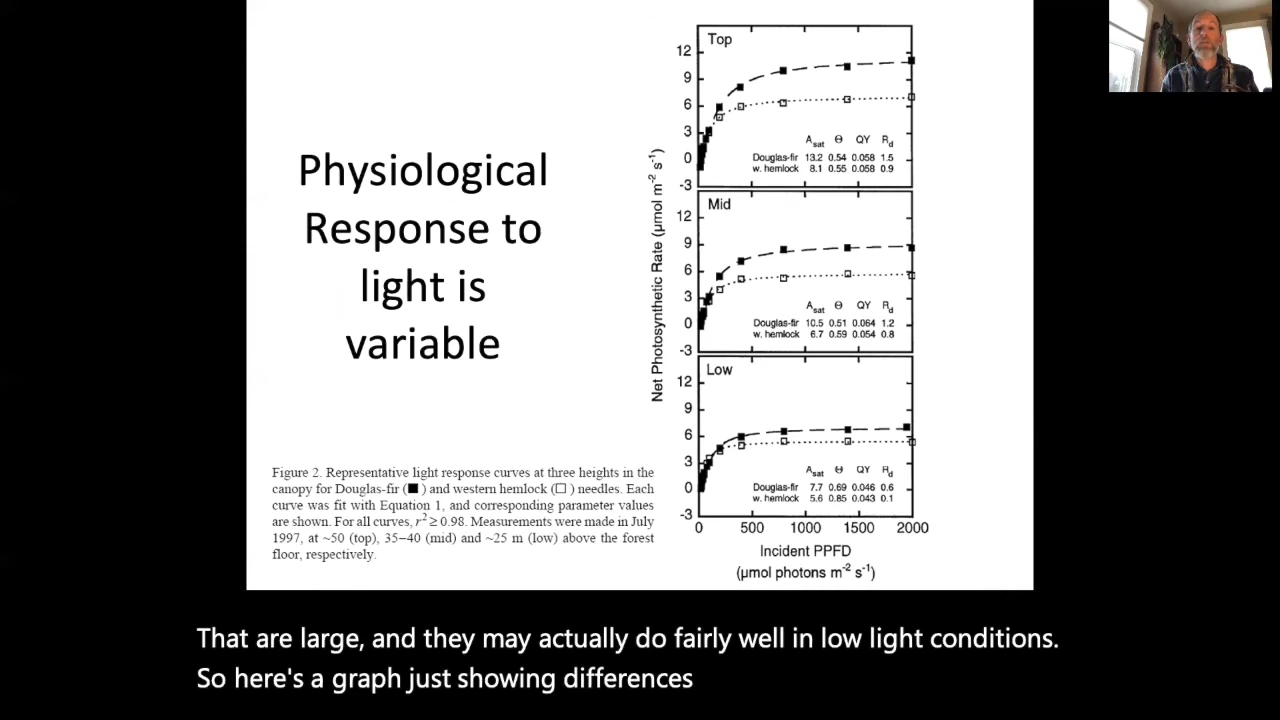 Physiological
Response to
light is
variable
Figure 2. Representative light response curves at three heights in the
canopy for Douglas-fir (■) and western hemlock (□) needles. Each
curve was fit with Equation 1, and corresponding parameter values
are shown. For all curves, r² ≥ 0.98. Measurements were made in July
1997, at ~50 (top), 35–40 (mid) and ~25 m (low) above the forest
floor, respectively.
Net Photosynthetic Rate (μmol m⁻² s⁻¹)
Top
12
9
6
3
0
-3
Asat Θ QY Rd
Douglas-fir 13.2 0.54 0.058 1.5
w. hemlock 8.1 0.55 0.058 0.9
Mid
12
9
6
3
0
-3
Asat Θ QY Rd
Douglas-fir 10.5 0.51 0.064 1.2
w. hemlock 6.7 0.59 0.054 0.8
Low
12
9
6
3
0
-3
Asat Θ QY Rd
Douglas-fir 7.7 0.69 0.046 0.6
w. hemlock 5.6 0.85 0.043 0.1
0 500 1000 1500 2000
Incident PPFD
(μmol photons m⁻² s⁻¹)
That are large, and they may actually do fairly well in low light conditions.
So here's a graph just showing differences